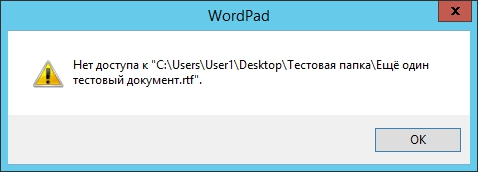 WordPad
Нет доступа к "C:\Users\User1\Desktop\Тестовая папка\Ещё один
тестовый документ.rtf".
OK